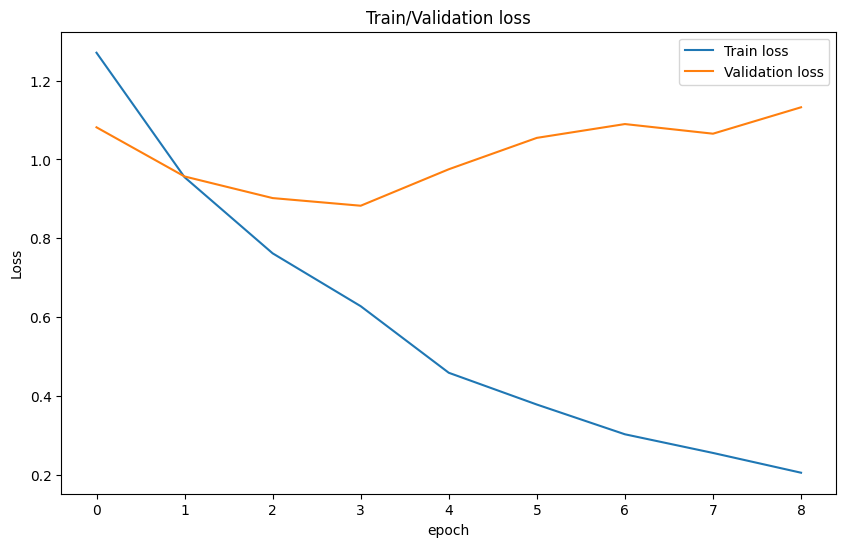 Train/Validation loss
Train loss
Validation loss
1.2
1.0
0.8
0.6
0.4
0.2
Loss
0 1 2 3 4 5 6 7 8
epoch